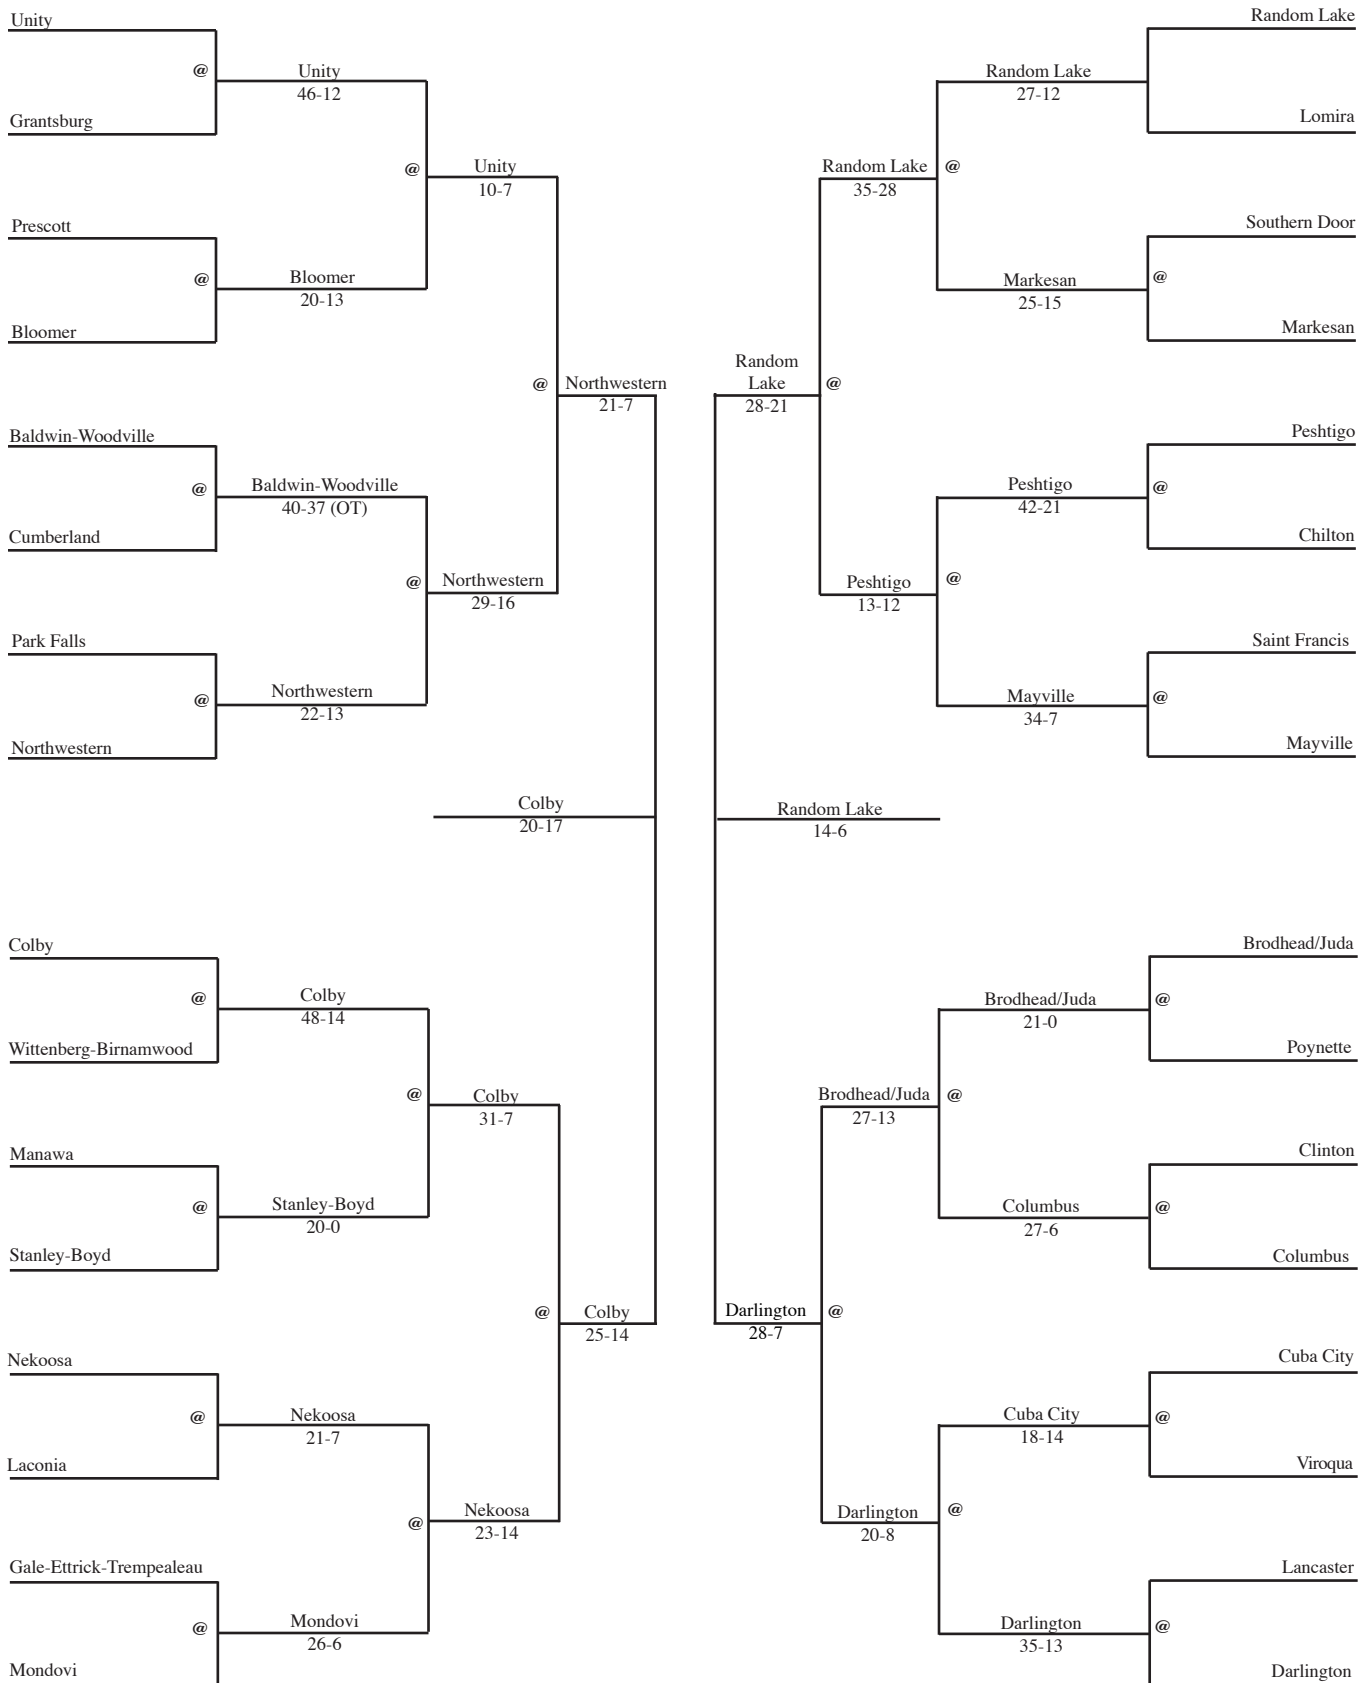 Unity
@
Unity
46-12
Grantsburg
@
Unity
10-7
Prescott
@
Bloomer
20-13
Bloomer
@
Northwestern
21-7
Baldwin-Woodville
@
Baldwin-Woodville
40-37 (OT)
Cumberland
@
Northwestern
29-16
Park Falls
@
Northwestern
22-13
Northwestern
Colby
20-17
Colby
@
Colby
48-14
Wittenberg-Birnamwood
@
Colby
31-7
Manawa
@
Stanley-Boyd
20-0
Stanley-Boyd
@
Colby
25-14
Nekoosa
@
Nekoosa
21-7
Laconia
@
Nekoosa
23-14
Gale-Ettrick-Trempealeau
@
Mondovi
26-6
Mondovi
Random Lake
Random Lake
27-12
Lomira
Random Lake
35-28
@
Southern Door
Markesan
25-15
@
Markesan
Random
Lake
28-21
@
Peshtigo
Peshtigo
42-21
@
Chilton
Peshtigo
13-12
@
Saint Francis
Mayville
34-7
@
Mayville
Random Lake
14-6
Brodhead/Juda
Brodhead/Juda
21-0
@
Poynette
Brodhead/Juda
27-13
@
Clinton
Columbus
27-6
@
Columbus
Darlington
28-7
@
Cuba City
Cuba City
18-14
@
Viroqua
Darlington
20-8
@
Lancaster
Darlington
35-13
@
Darlington